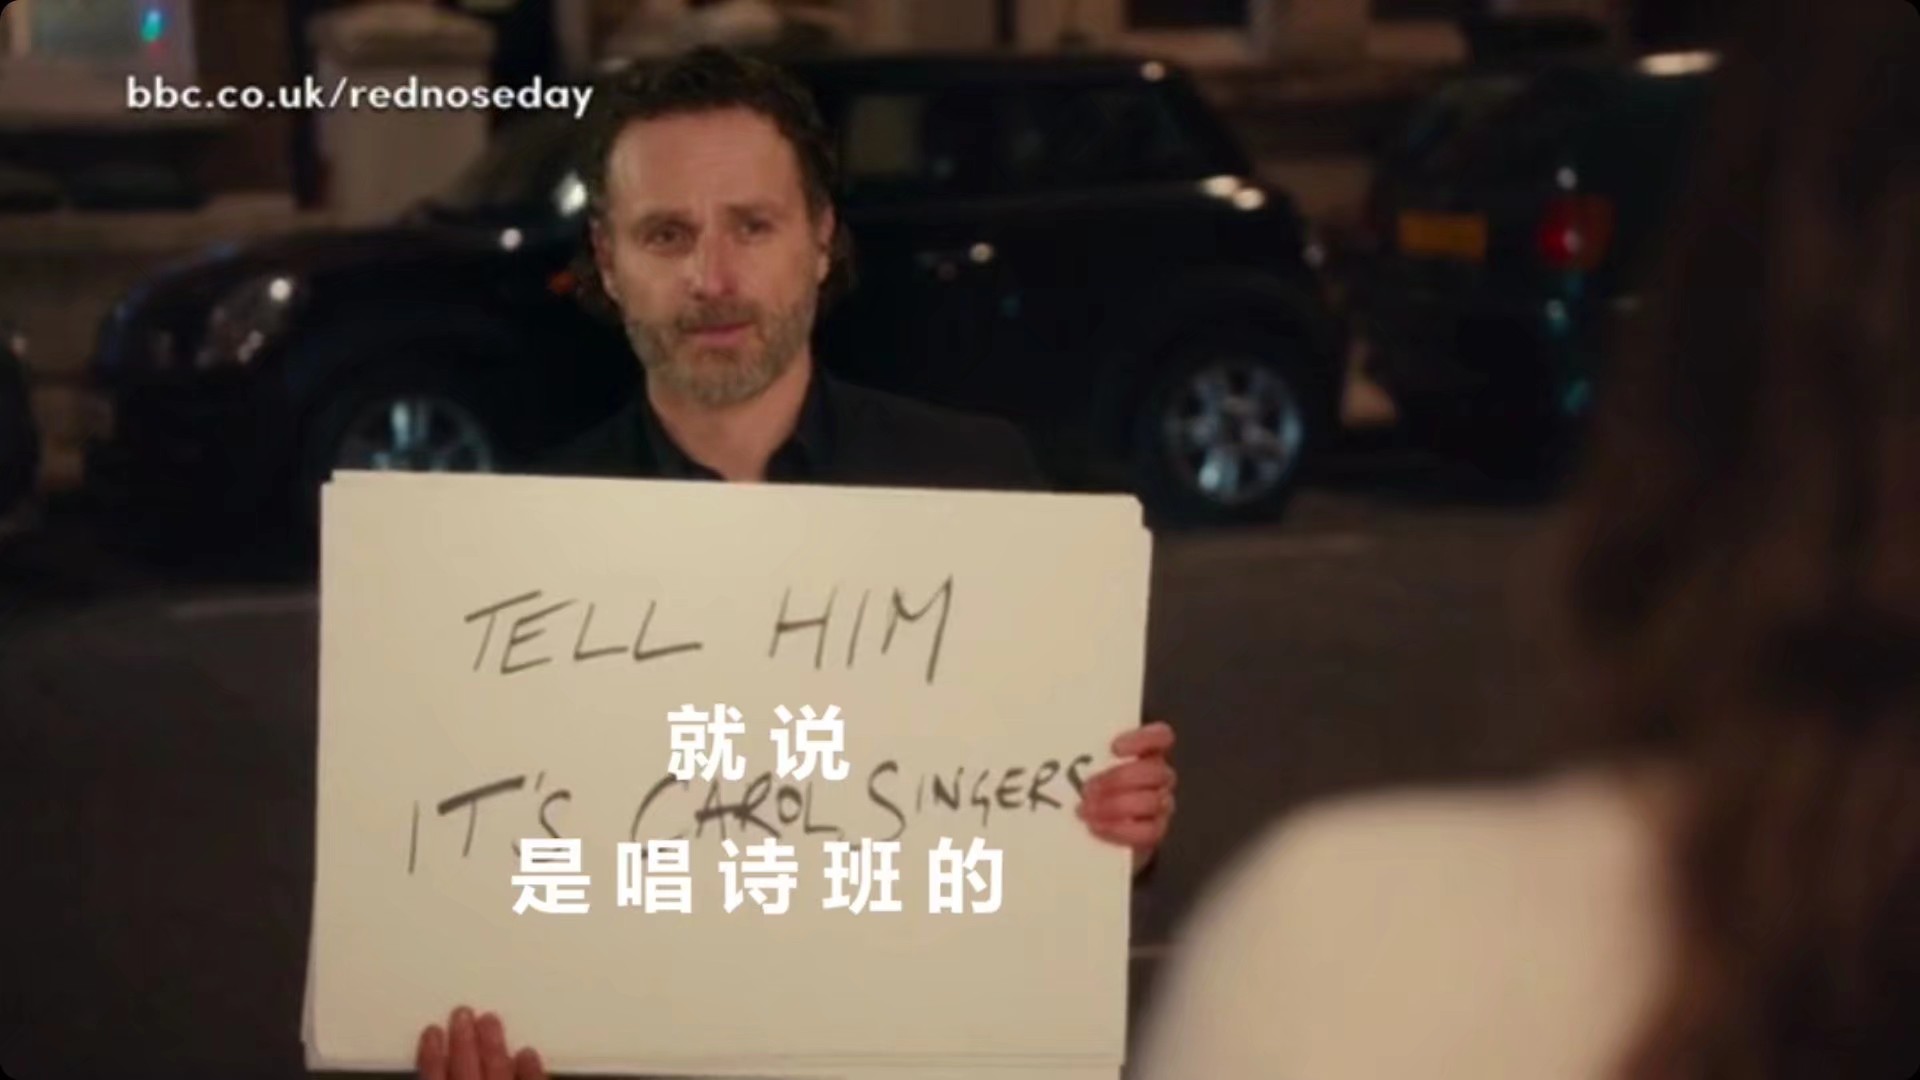 bbc.co.uk/rednoseday
TELL HIM
就说
IT'S CAROL SINGERS
是唱诗班的